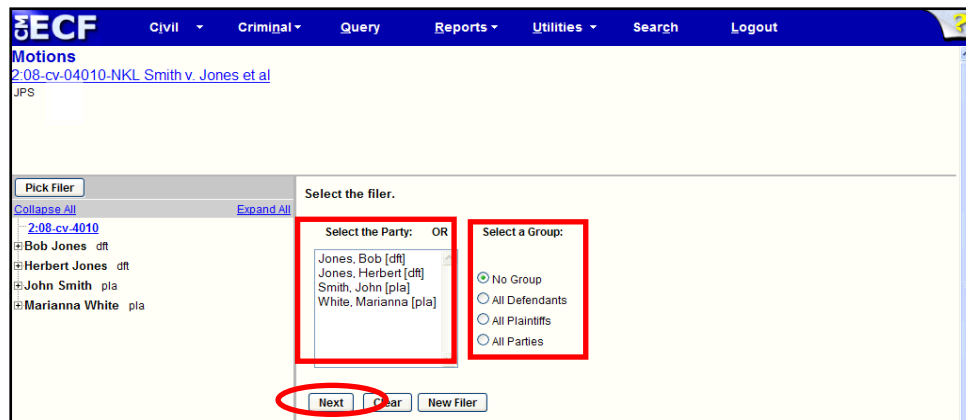 CM ECF Civil Criminal Query Reports Utilities Search Logout ?
Motions
2:08-cv-04010-NKL Smith v. Jones et al
JPS
Pick Filer
Collapse All Expand All
2:08-cv-4010
Bob Jones dft
Herbert Jones dft
John Smith pla
Marianna White pla
Select the filer.
Select the Party: OR Select a Group:
Jones, Bob [dft]
Jones, Herbert [dft]
Smith, John [pla]
White, Marianna [pla]
No Group
All Defendants
All Plaintiffs
All Parties
Next Clear New Filer